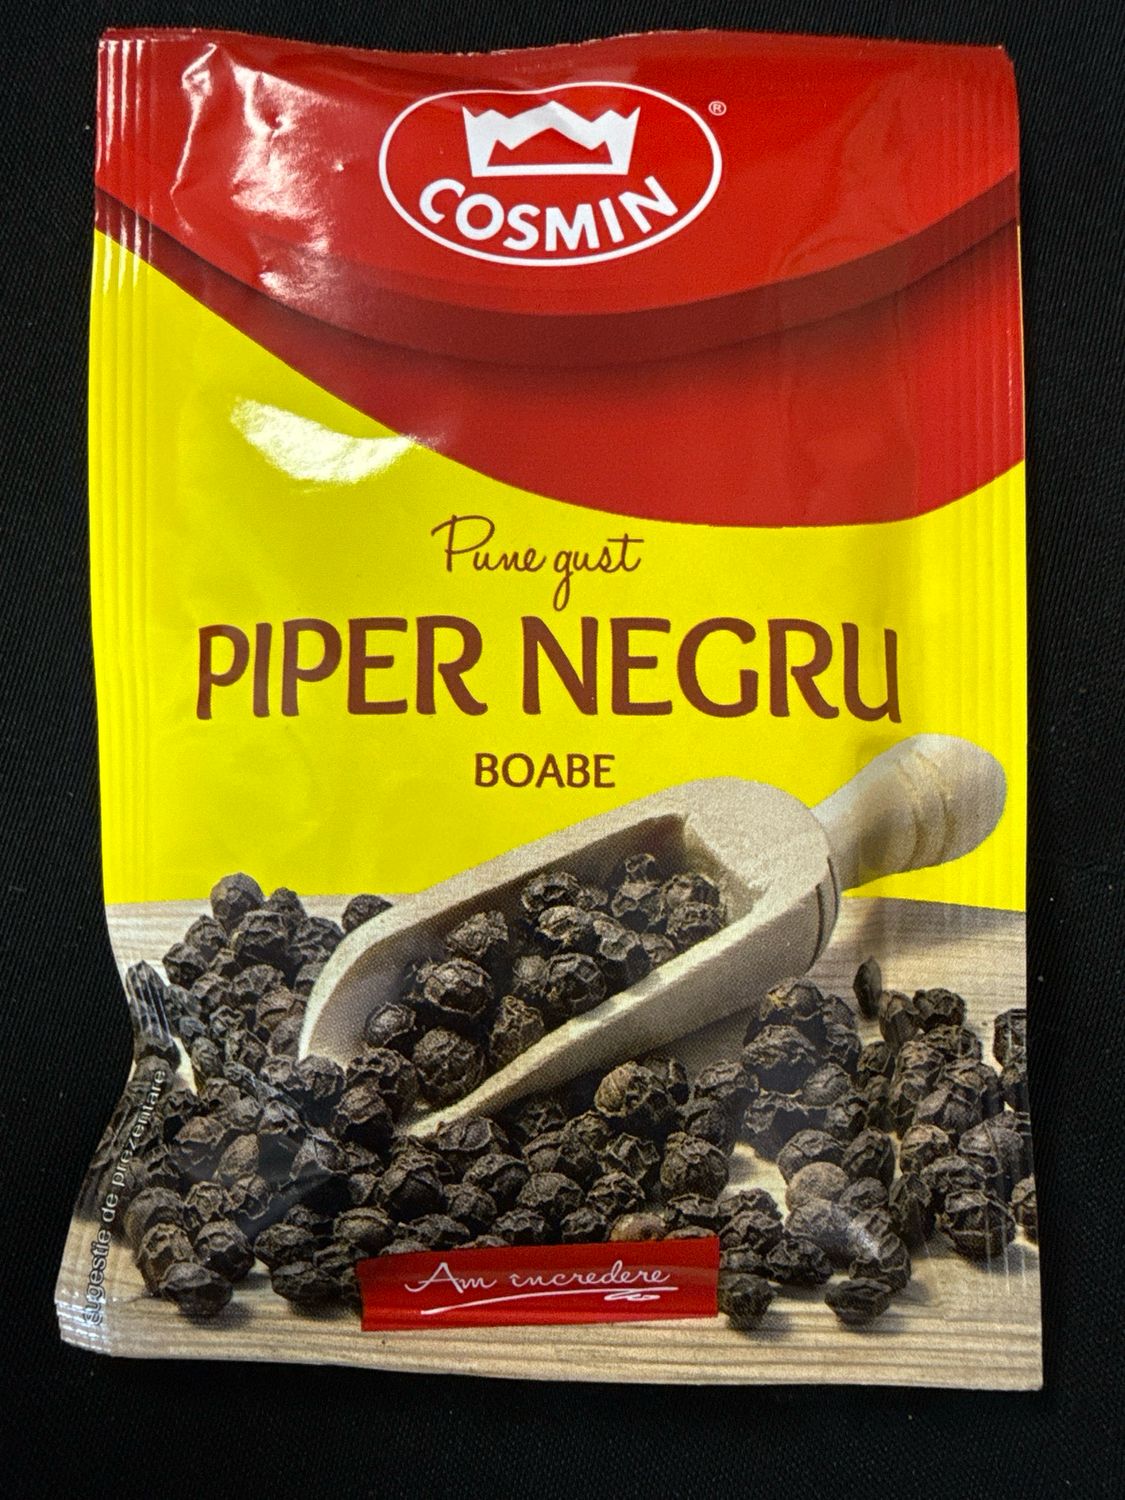 COSMIN
®
Pune gust
PIPER NEGRU
BOABE
Am încredere
sugestie de prezentare